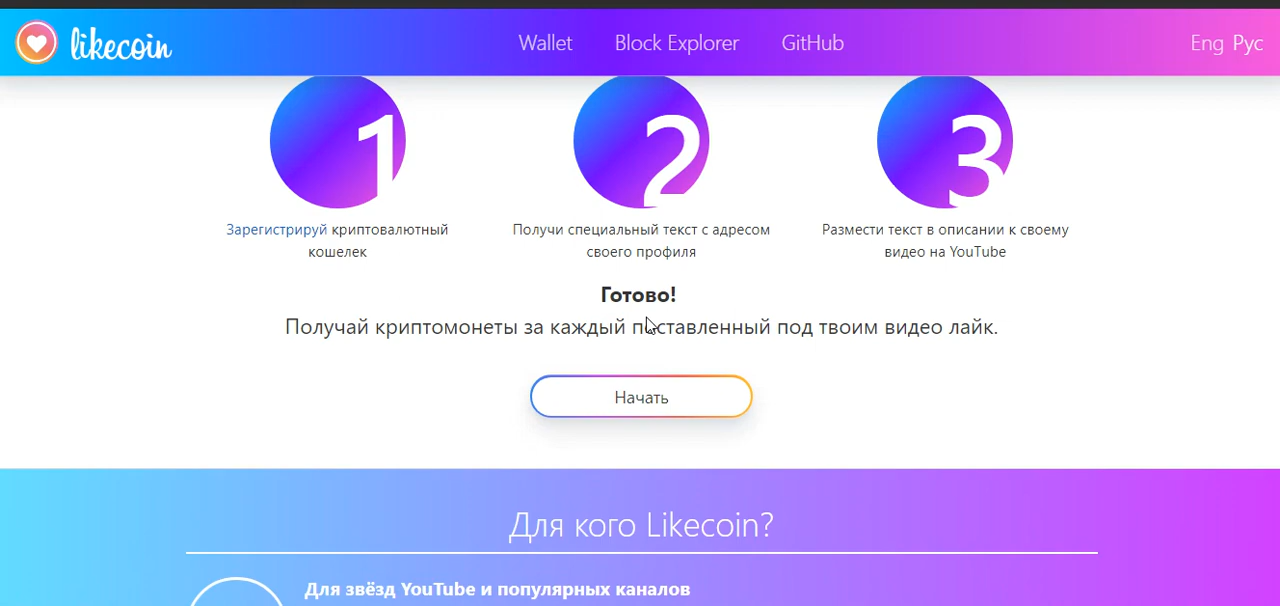 likecoin Wallet Block Explorer GitHub Eng Рус
1 2 3
Зарегистрируй криптовалютный
кошелек
Получи специальный текст с адресом
своего профиля
Размести текст в описании к своему
видео на YouTube
Готово!
Получай криптомонеты за каждый поставленный под твоим видео лайк.
Начать
Для кого Likecoin?
Для звёзд YouTube и популярных каналов